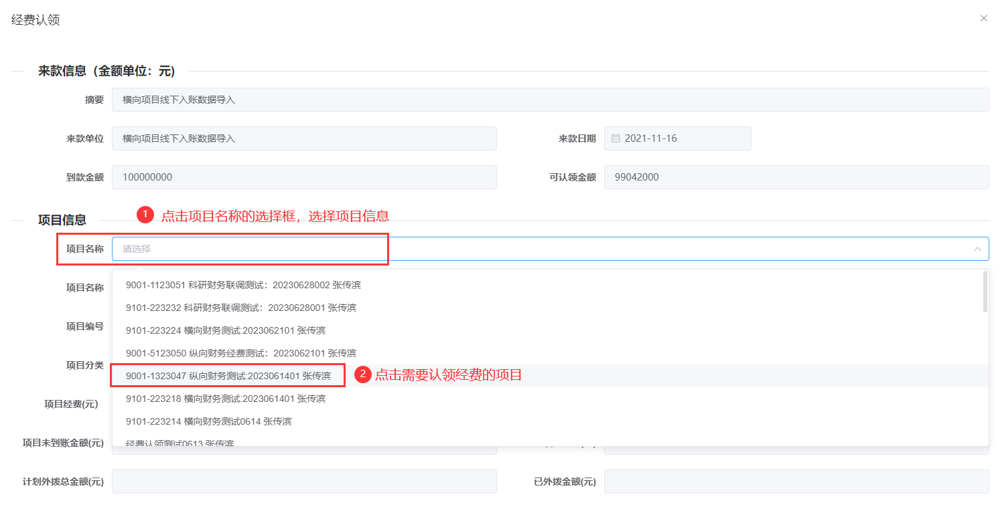 经费认领
来款信息（金额单位：元）
摘要 横向项目线下入账数据导入
来款单位 横向项目线下入账数据导入 来款日期 2021-11-16
到款金额 100000000 可认领金额 99042000
项目信息 1 点击项目名称的选择框，选择项目信息
项目名称 请选择
项目名称
9001-1123051 科研财务联调测试：20230628002 张传滨
9101-223232 科研财务联调测试：20230628001 张传滨
项目编号
9101-223224 横向财务测试:2023062101 张传滨
9001-5123050 纵向财务经费测试：2023062101 张传滨
项目分类
9001-1323047 纵向财务测试:2023061401 张传滨 2 点击需要认领经费的项目
项目经费(元)
9101-223218 横向财务测试:2023061401 张传滨
9101-223214 横向财务测试0614 张传滨
项目未到账金额(元) 经费认领测试0613 张传滨
计划外拨总金额(元) 已外拨金额(元)